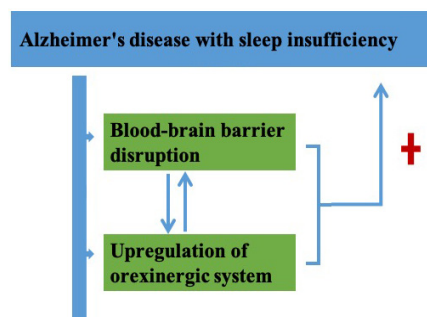 Alzheimer's disease with sleep insufficiency
Blood-brain barrier
disruption
+
Upregulation of
orexinergic system